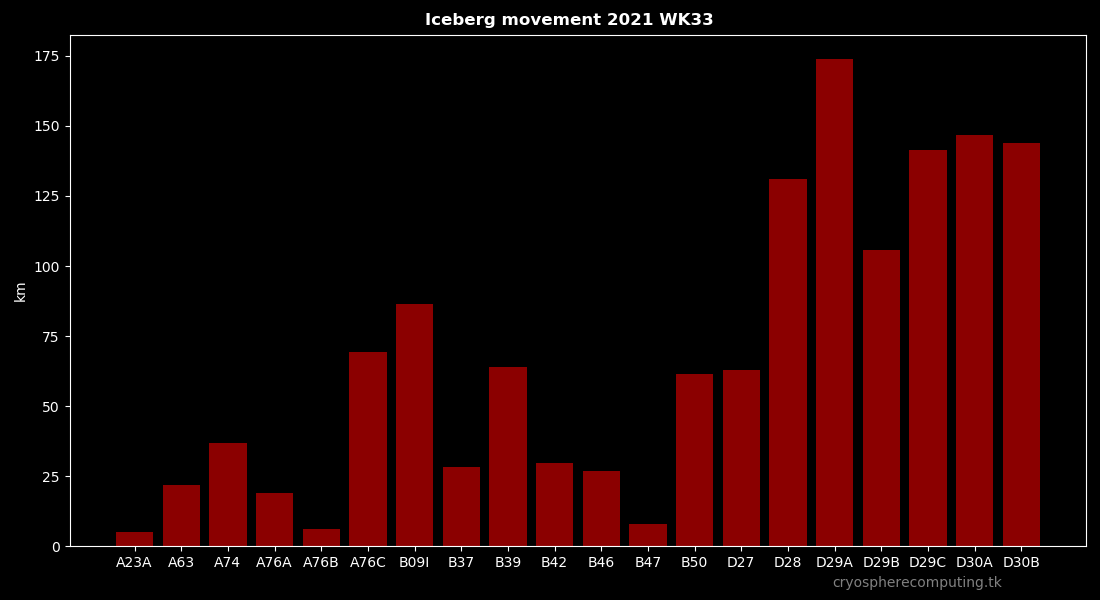 Iceberg movement 2021 WK33
175
150
125
100
75
50
25
0
km
A23A A63 A74 A76A A76B A76C B09I B37 B39 B42 B46 B47 B50 D27 D28 D29A D29B D29C D30A D30B
cryospherecomputing.tk